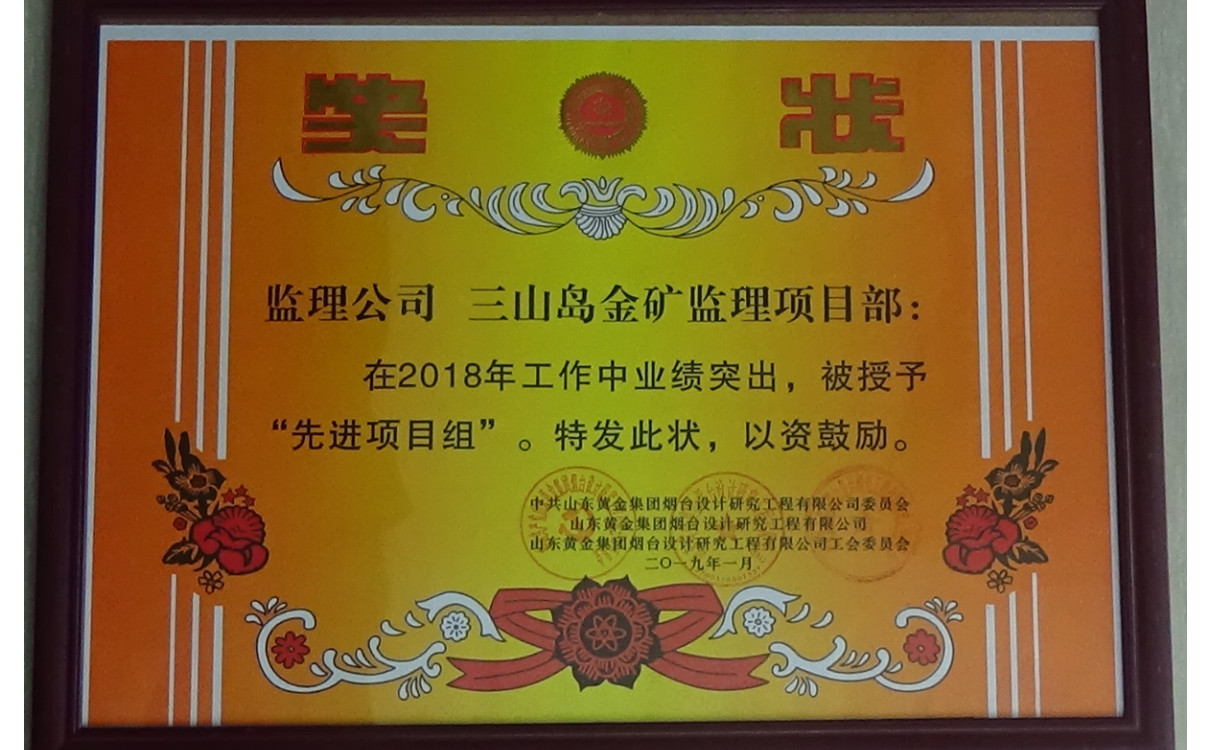 奖状
监理公司 三山岛金矿监理项目部：
在2018年工作中业绩突出，被授予
“先进项目组”。特发此状，以资鼓励。
中共山东黄金集团烟台设计研究工程有限公司委员会
山东黄金集团烟台设计研究工程有限公司
山东黄金集团烟台设计研究工程有限公司工会委员会
二〇一九年一月